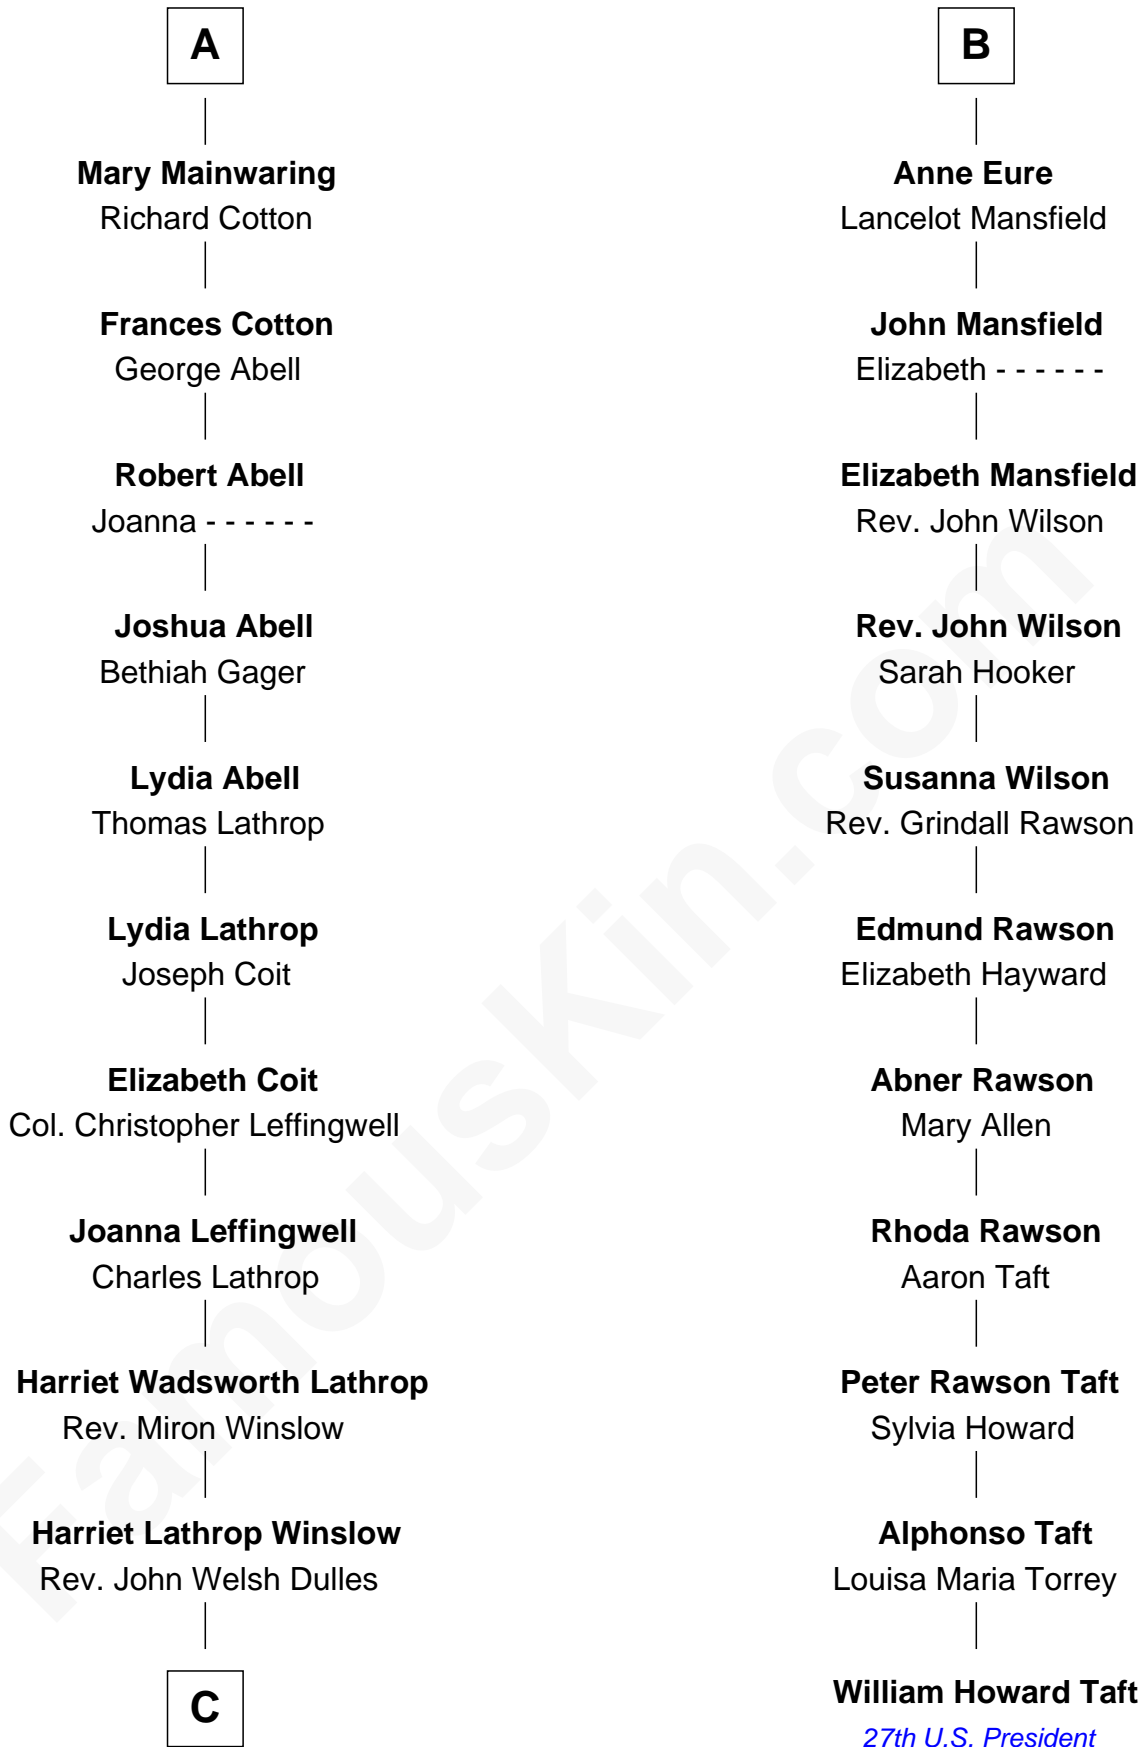 A
Mary Mainwaring
Richard Cotton
Frances Cotton
George Abell
Robert Abell
Joanna - - - - - -
Joshua Abell
Bethiah Gager
Lydia Abell
Thomas Lathrop
Lydia Lathrop
Joseph Coit
Elizabeth Coit
Col. Christopher Leffingwell
Joanna Leffingwell
Charles Lathrop
Harriet Wadsworth Lathrop
Rev. Miron Winslow
Harriet Lathrop Winslow
Rev. John Welsh Dulles
C
B
Anne Eure
Lancelot Mansfield
John Mansfield
Elizabeth - - - - - -
Elizabeth Mansfield
Rev. John Wilson
Rev. John Wilson
Sarah Hooker
Susanna Wilson
Rev. Grindall Rawson
Edmund Rawson
Elizabeth Hayward
Abner Rawson
Mary Allen
Rhoda Rawson
Aaron Taft
Peter Rawson Taft
Sylvia Howard
Alphonso Taft
Louisa Maria Torrey
William Howard Taft
27th U.S. President
FamousKin.com